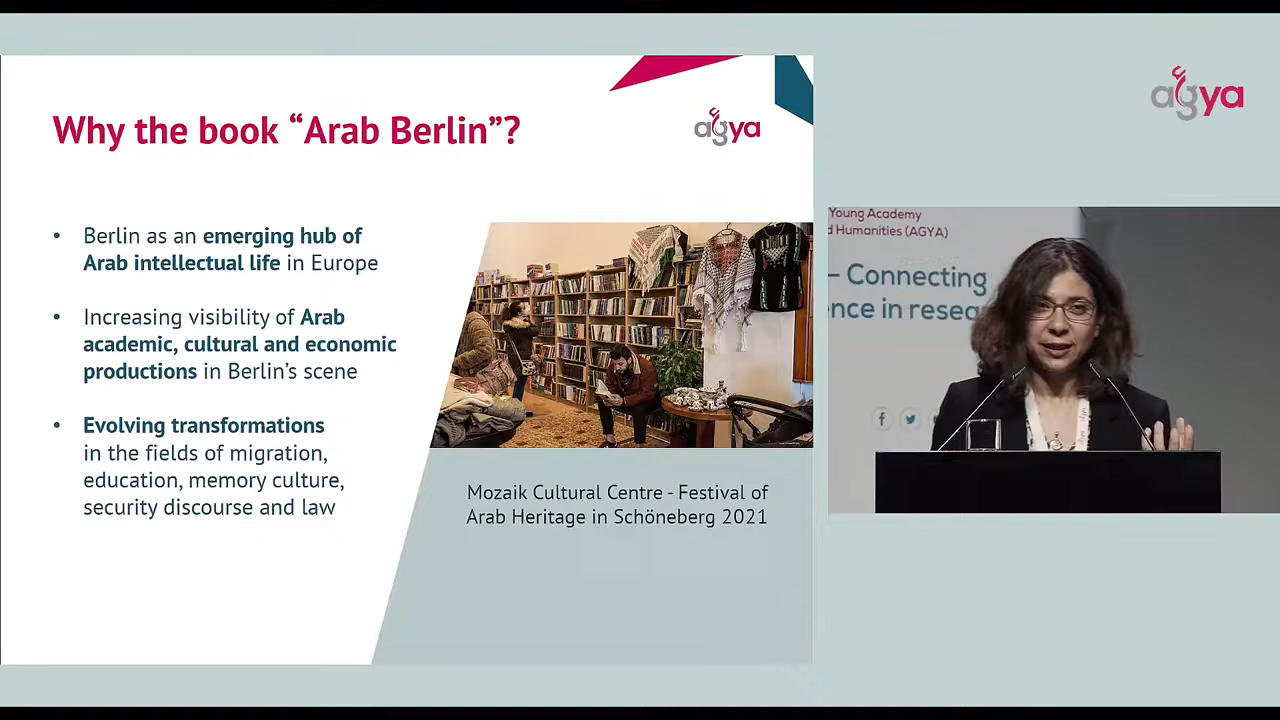 Why the book “Arab Berlin”?
agya
• Berlin as an emerging hub of
Arab intellectual life in Europe
• Increasing visibility of Arab
academic, cultural and economic
productions in Berlin’s scene
• Evolving transformations
in the fields of migration,
education, memory culture,
security discourse and law
Mozaik Cultural Centre - Festival of
Arab Heritage in Schöneberg 2021
agya
Young Academy
d Humanities (AGYA)
– Connecting
nce in resea